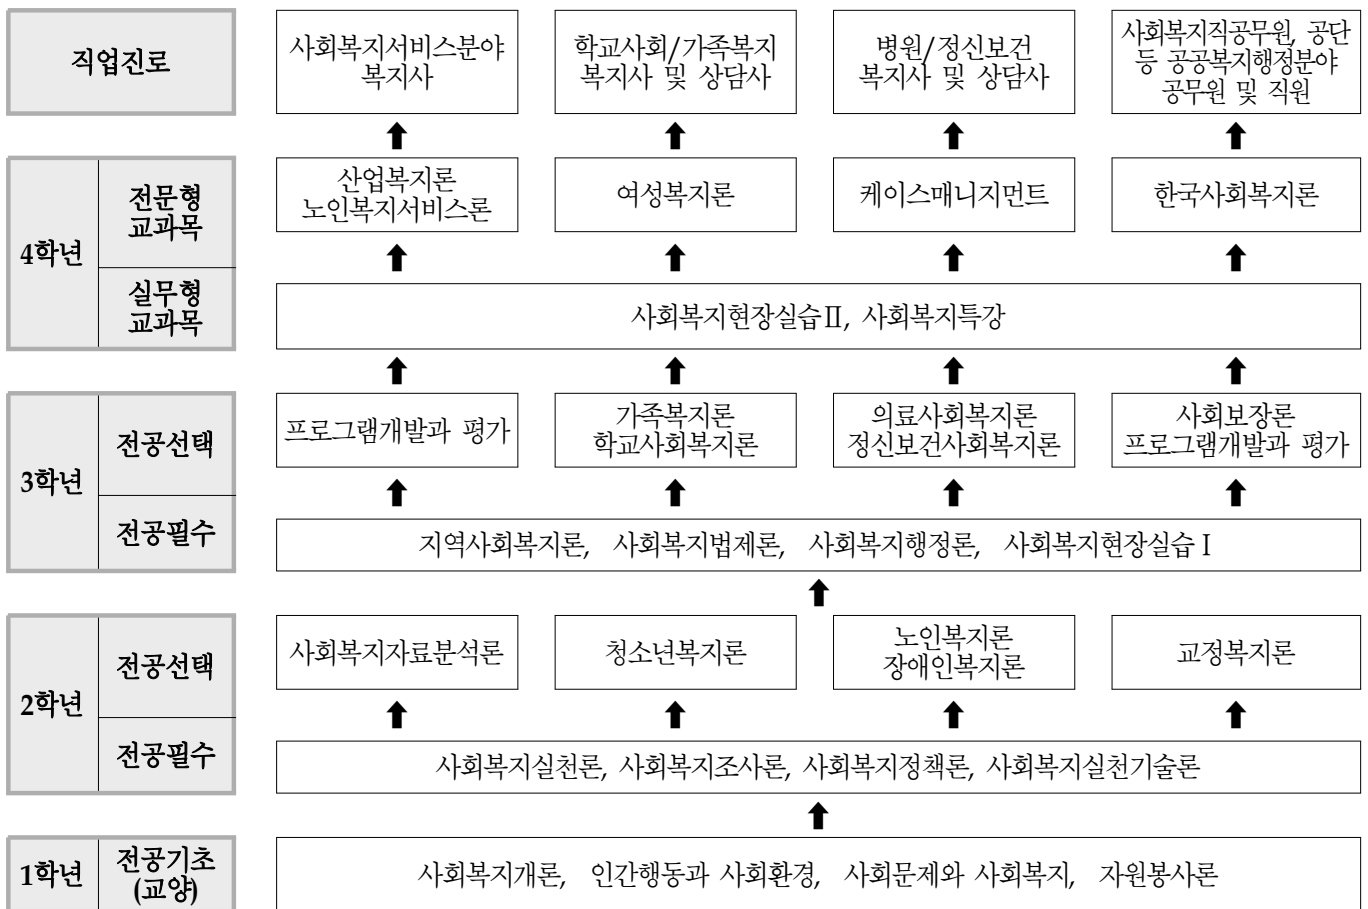 직업진로
사회복지서비스분야
복지사
학교사회/가족복지
복지사 및 상담사
병원/정신보건
복지사 및 상담사
사회복지직공무원, 공단
등 공공복지행정분야
공무원 및 직원
4학년
전문형
교과목
산업복지론
노인복지서비스론
여성복지론
케이스매니지먼트
한국사회복지론
실무형
교과목
사회복지현장실습Ⅱ, 사회복지특강
3학년
전공선택
프로그램개발과 평가
가족복지론
학교사회복지론
의료사회복지론
정신보건사회복지론
사회보장론
프로그램개발과 평가
전공필수
지역사회복지론, 사회복지법제론, 사회복지행정론, 사회복지현장실습Ⅰ
2학년
전공선택
사회복지자료분석론
청소년복지론
노인복지론
장애인복지론
교정복지론
전공필수
사회복지실천론, 사회복지조사론, 사회복지정책론, 사회복지실천기술론
1학년
전공기초
(교양)
사회복지개론, 인간행동과 사회환경, 사회문제와 사회복지, 자원봉사론